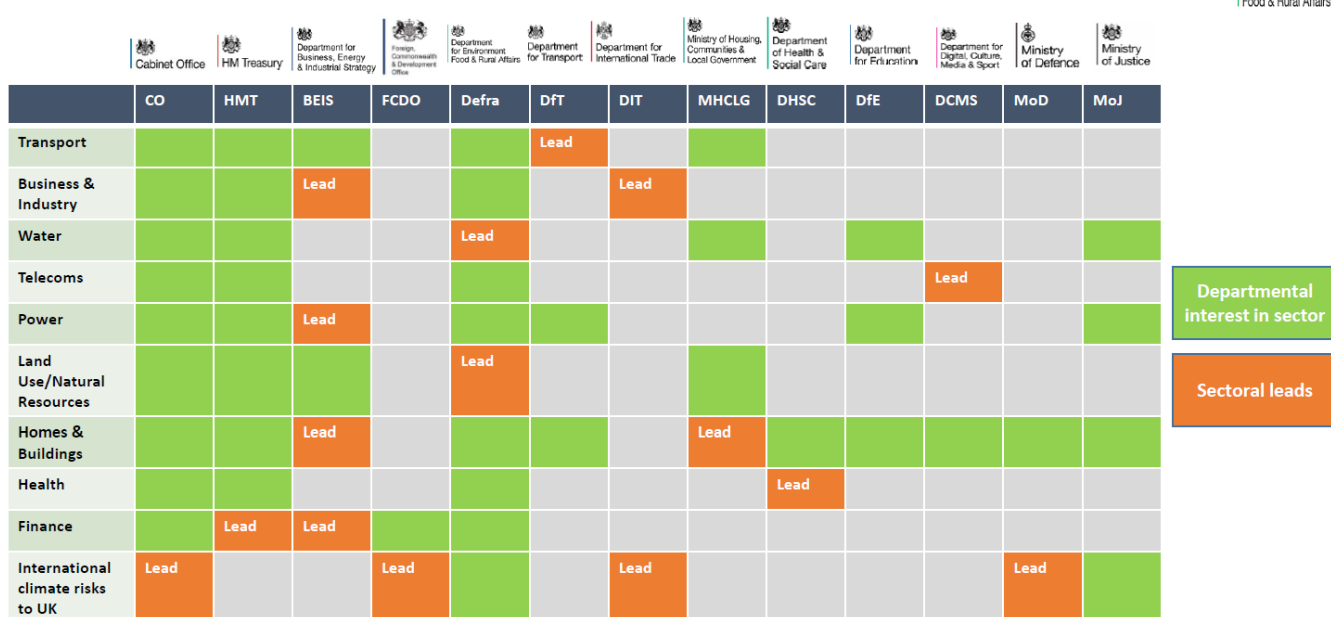 Food & Rural Affairs
Cabinet Office
HM Treasury
Department for
Business, Energy
& Industrial Strategy
Foreign,
Commonwealth
& Development
Office
Department
for Environment
Food & Rural Affairs
Department
for Transport
Department for
International Trade
Ministry of Housing,
Communities &
Local Government
Department
of Health &
Social Care
Department
for Education
Department for
Digital, Culture,
Media & Sport
Ministry
of Defence
Ministry
of Justice
CO HMT BEIS FCDO Defra DfT DIT MHCLG DHSC DfE DCMS MoD MoJ
Transport Lead
Business &
Industry Lead Lead
Water Lead
Telecoms Lead
Power Lead
Land
Use/Natural
Resources Lead
Homes &
Buildings Lead Lead
Health Lead
Finance Lead Lead
International
climate risks
to UK Lead Lead Lead Lead
Departmental
interest in sector
Sectoral leads